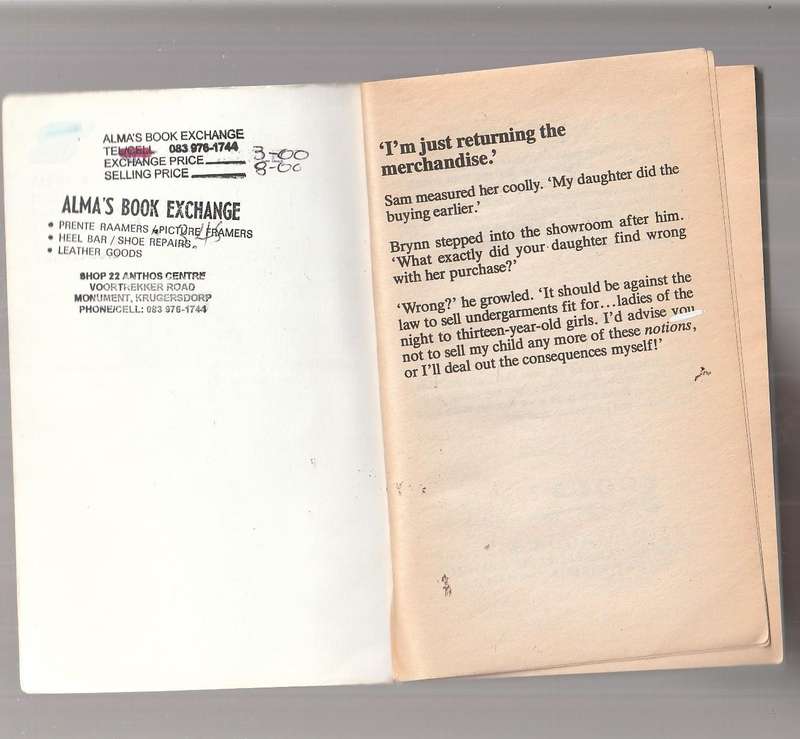 ALMA'S BOOK EXCHANGE
TEL/CELL 083 976-1744
EXCHANGE PRICE 3-00
SELLING PRICE 8-00
ALMA'S BOOK EXCHANGE
• PRENTE RAAMERS / PICTURE FRAMERS
• HEEL BAR / SHOE REPAIRS
• LEATHER GOODS
SHOP 22 ANTHOS CENTRE
VOORTREKKER ROAD
MONUMENT, KRUGERSDORP
PHONE/CELL: 083 976-1744
'I'm just returning the
merchandise.'
Sam measured her coolly. 'My daughter did the
buying earlier.'
Brynn stepped into the showroom after him.
'What exactly did your daughter find wrong
with her purchase?'
'Wrong?' he growled. 'It should be against the
law to sell undergarments fit for...ladies of the
night to thirteen-year-old girls. I'd advise you
not to sell my child any more of these notions,
or I'll deal out the consequences myself!'